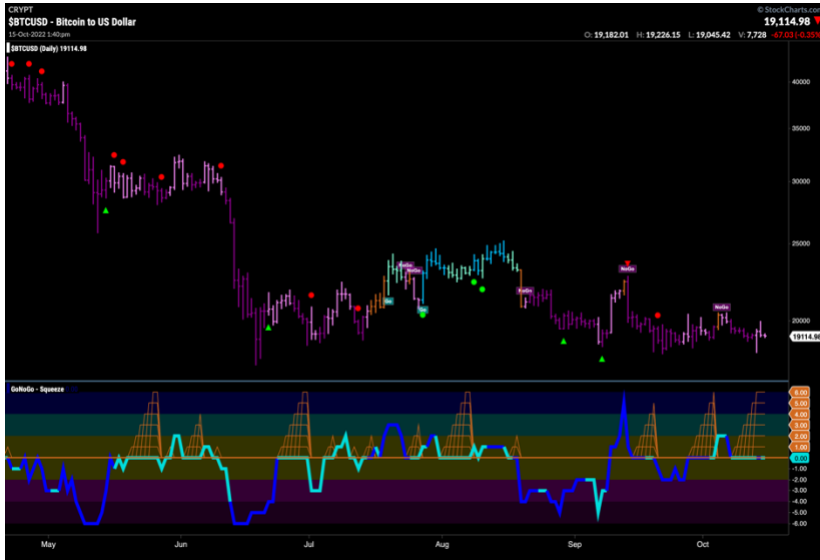 CRYPT
© StockCharts.com
$BTCUSD - Bitcoin to US Dollar
19,114.98
15-Oct-2022 1:40pm
O: 19,182.01 H: 19,226.15 L: 19,045.42 V: 7,728 -67.03 (-0.35%)
$BTCUSD (Daily) 19114.98
40000
35000
30000
25000
NoGo
NoGo
NoGo
Go
NoGo
Go
NoGo
20000
19114.98
GoNoGo - Squeeze
6.00
5.00
4.00
3.00
2.00
1.00
0.00
-1.00
-2.00
-3.00
-4.00
-5.00
-6.00
May Jun Jul Aug Sep Oct